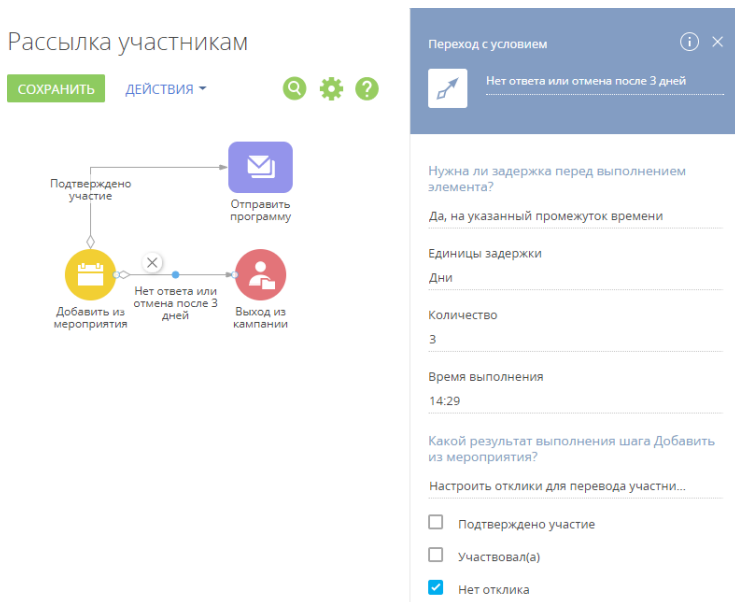 Рассылка участникам
СОХРАНИТЬ
ДЕЙСТВИЯ
Подтверждено
участие
Отправить
программу
Добавить из
мероприятия
Нет ответа или
отмена после 3
дней
Выход из
кампании
Переход с условием
Нет ответа или отмена после 3 дней
Нужна ли задержка перед выполнением
элемента?
Да, на указанный промежуток времени
Единицы задержки
Дни
Количество
3
Время выполнения
14:29
Какой результат выполнения шага Добавить
из мероприятия?
Настроить отклики для перевода участни...
Подтверждено участие
Участвовал(а)
Нет отклика